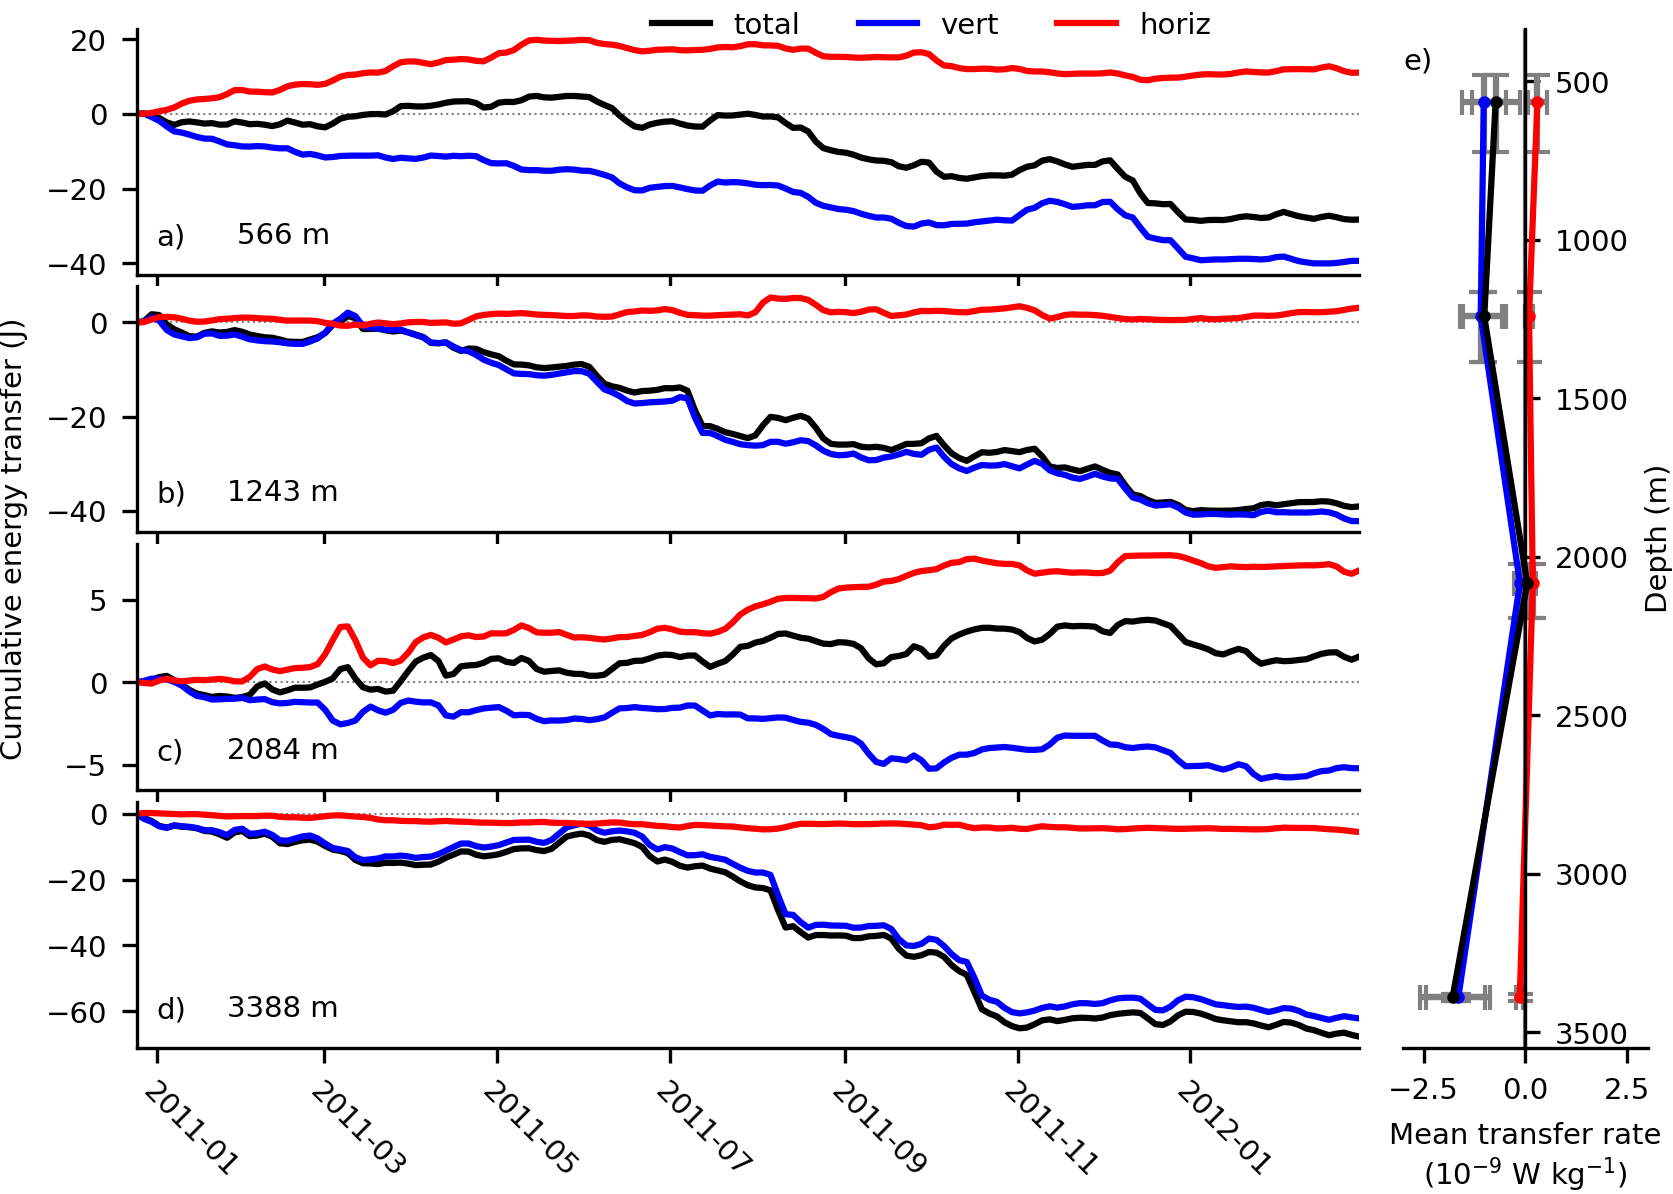 total vert horiz
Cumulative energy transfer (J)
20
0
−20
−40
a) 566 m
0
−20
−40
b) 1243 m
5
0
−5
c) 2084 m
0
−20
−40
−60
d) 3388 m
2011-01 2011-03 2011-05 2011-07 2011-09 2011-11 2012-01
e)
500
1000
1500
2000
2500
3000
3500
Depth (m)
−2.5 0.0 2.5
Mean transfer rate
(10⁻⁹ W kg⁻¹)